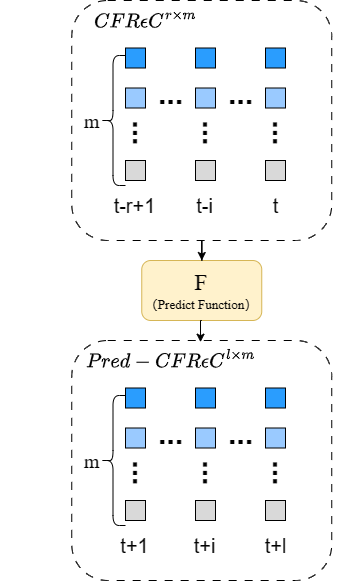 CFRϵC^{r×m}
m
... ...
t-r+1 t-i t
F
(Predict Function)
Pred − CFRϵC^{l×m}
m
... ...
t+1 t+i t+l